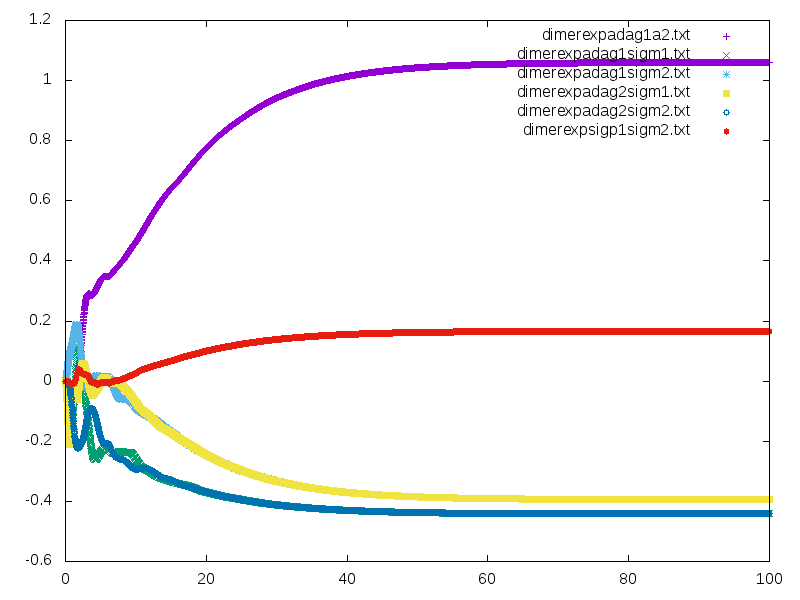 1.2
1
0.8
0.6
0.4
0.2
0
-0.2
-0.4
-0.6
0 20 40 60 80 100
dimerexpadag1a2.txt
dimerexpadag1sigm1.txt
dimerexpadag1sigm2.txt
dimerexpadag2sigm1.txt
dimerexpadag2sigm2.txt
dimerexpsigp1sigm2.txt